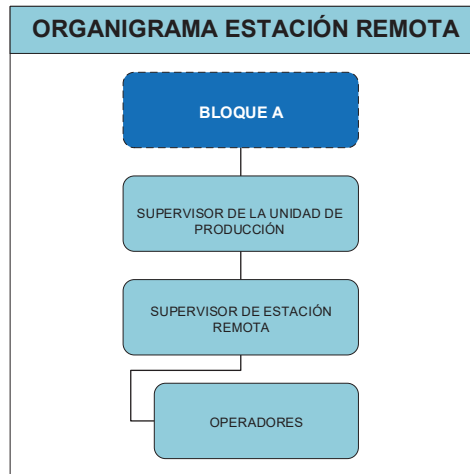 ORGANIGRAMA ESTACIÓN REMOTA
BLOQUE A
SUPERVISOR DE LA UNIDAD DE
PRODUCCIÓN
SUPERVISOR DE ESTACIÓN
REMOTA
OPERADORES